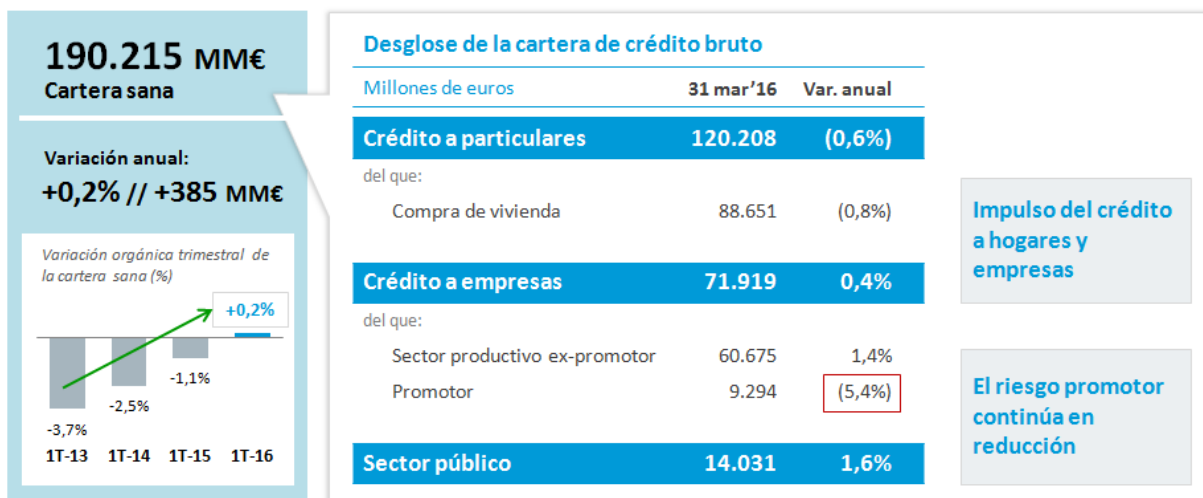 190.215 MM€
Cartera sana
Variación anual:
+0,2% // +385 MM€
Variación orgánica trimestral de
la cartera sana (%)
+0,2%
-1,1%
-2,5%
-3,7%
1T-13 1T-14 1T-15 1T-16
Desglose de la cartera de crédito bruto
Millones de euros 31 mar'16 Var. anual
Crédito a particulares 120.208 (0,6%)
del que:
Compra de vivienda 88.651 (0,8%)
Crédito a empresas 71.919 0,4%
del que:
Sector productivo ex-promotor 60.675 1,4%
Promotor 9.294 (5,4%)
Sector público 14.031 1,6%
Impulso del crédito
a hogares y
empresas
El riesgo promotor
continúa en
reducción